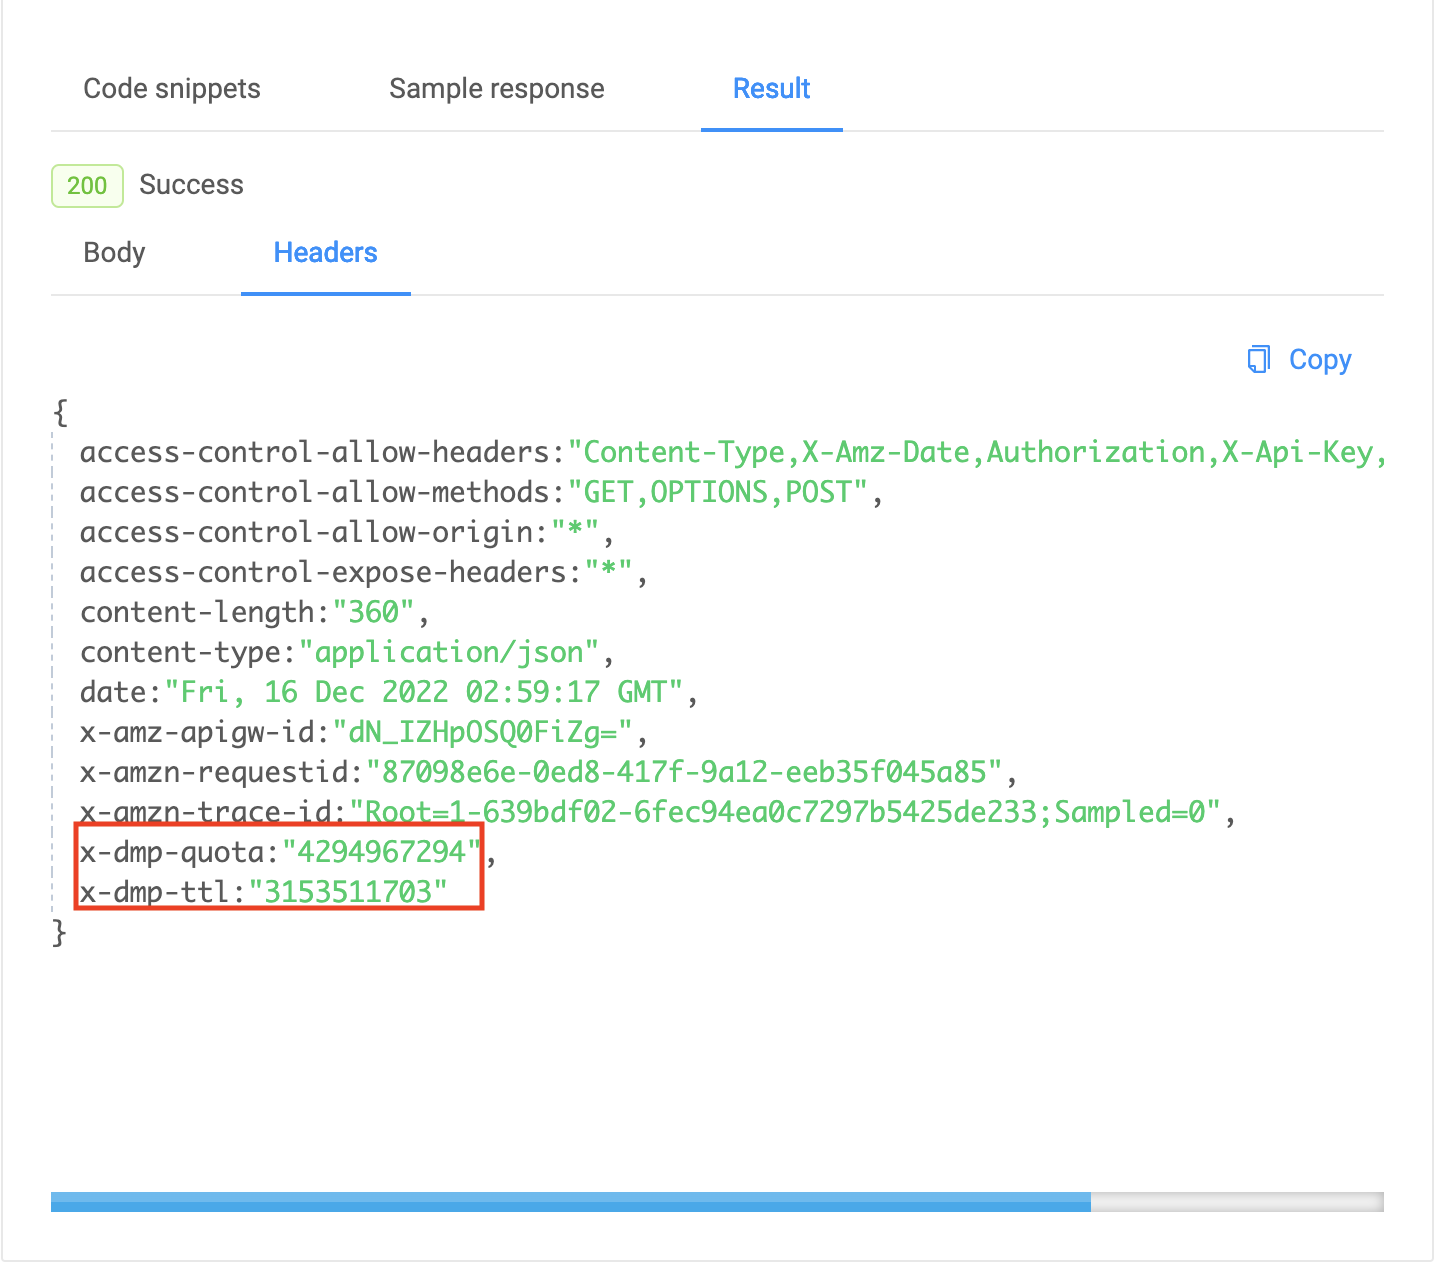 Code snippets Sample response Result
200 Success
Body Headers
Copy
{
access-control-allow-headers:"Content-Type,X-Amz-Date,Authorization,X-Api-Key,
access-control-allow-methods:"GET,OPTIONS,POST",
access-control-allow-origin:"*",
access-control-expose-headers:"*",
content-length:"360",
content-type:"application/json",
date:"Fri, 16 Dec 2022 02:59:17 GMT",
x-amz-apigw-id:"dN_IZHpOSQ0FiZg=",
x-amzn-requestid:"87098e6e-0ed8-417f-9a12-eeb35f045a85",
x-amzn-trace-id:"Root=1-639bdf02-6fec94ea0c7297b5425de233;Sampled=0",
x-dmp-quota:"4294967294",
x-dmp-ttl:"3153511703"
}